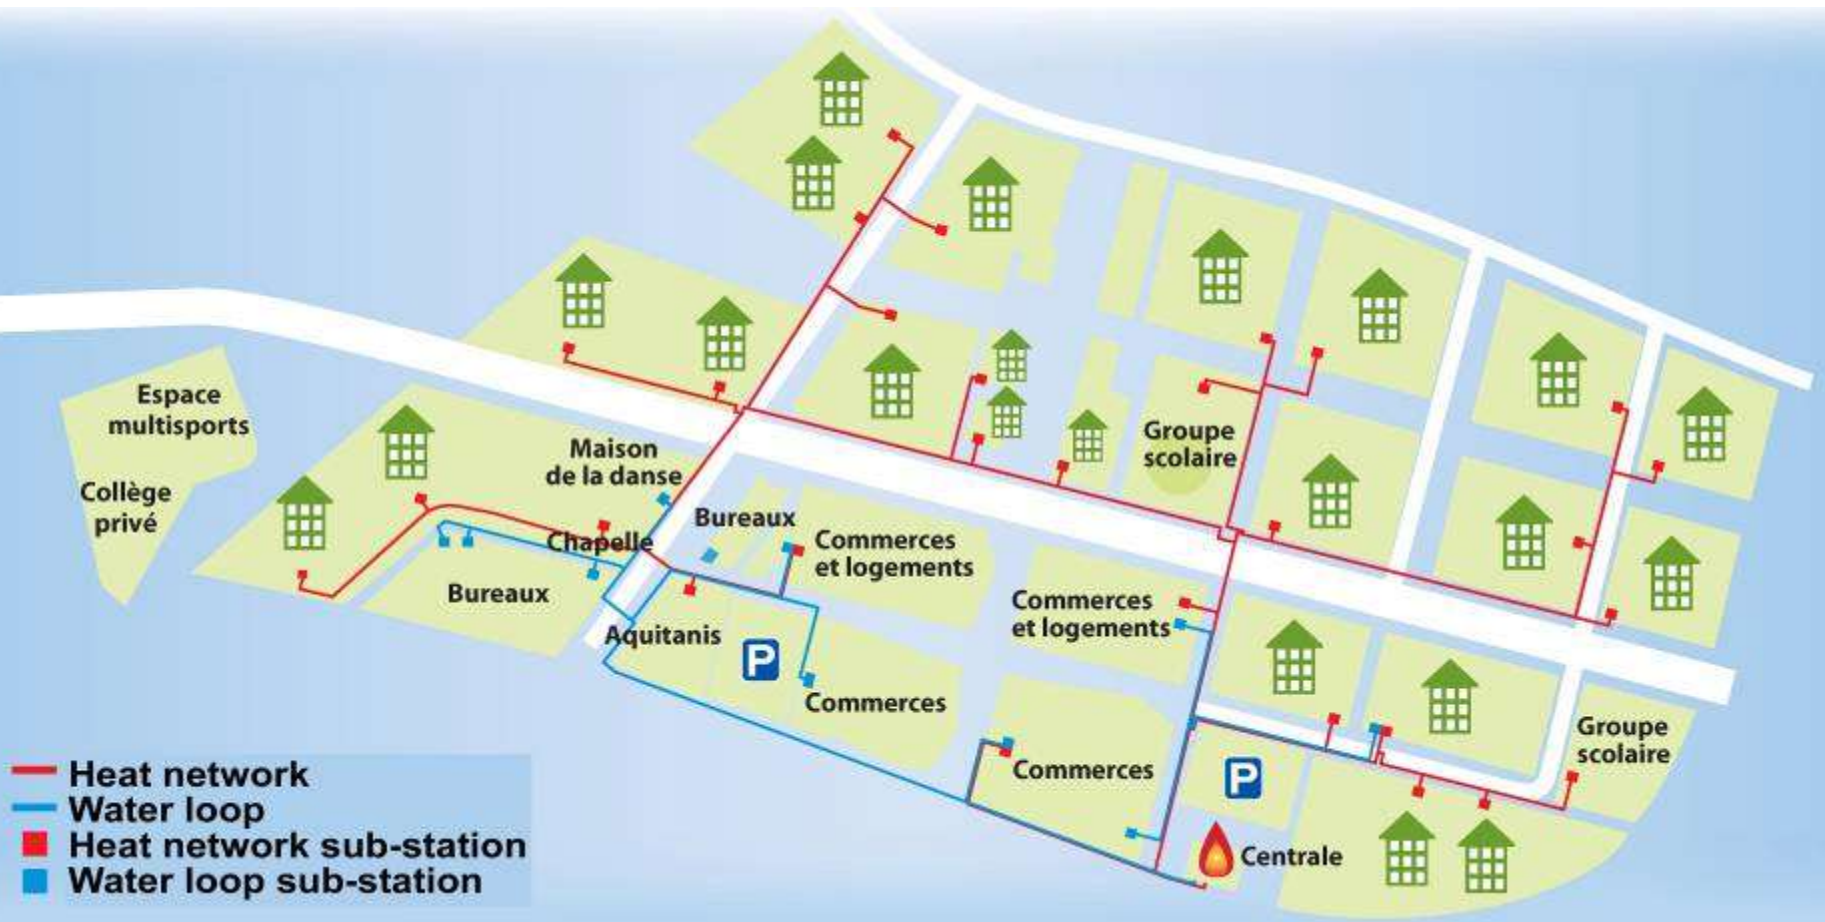 Espace
multisports
Collège
privé
Maison
de la danse
Chapelle
Bureaux
Bureaux
Commerces
et logements
Aquitanis
P
Commerces
Groupe
scolaire
Commerces
et logements
Commerces
P
Centrale
Groupe
scolaire
Heat network
Water loop
Heat network sub-station
Water loop sub-station